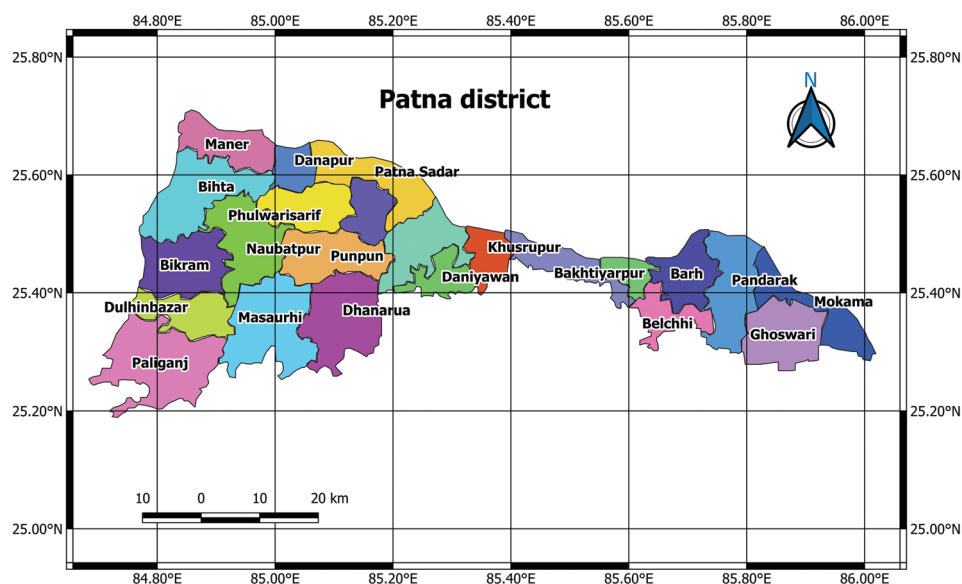 84.80°E 85.00°E 85.20°E 85.40°E 85.60°E 85.80°E 86.00°E
25.80°N 25.80°N
N
Patna district
Maner
Danapur
25.60°N Patna Sadar 25.60°N
Bihta
Phulwarisarif
Naubatpur Khusrupur
Punpun
Bikram Daniyawan Bakhtiyarpur Barh
Pandarak
25.40°N 25.40°N
Dulhinbazar Mokama
Masaurhi Dhanarua
Belchhi
Ghoswari
Paliganj
25.20°N 25.20°N
10 0 10 20 km
25.00°N 25.00°N
84.80°E 85.00°E 85.20°E 85.40°E 85.60°E 85.80°E 86.00°E